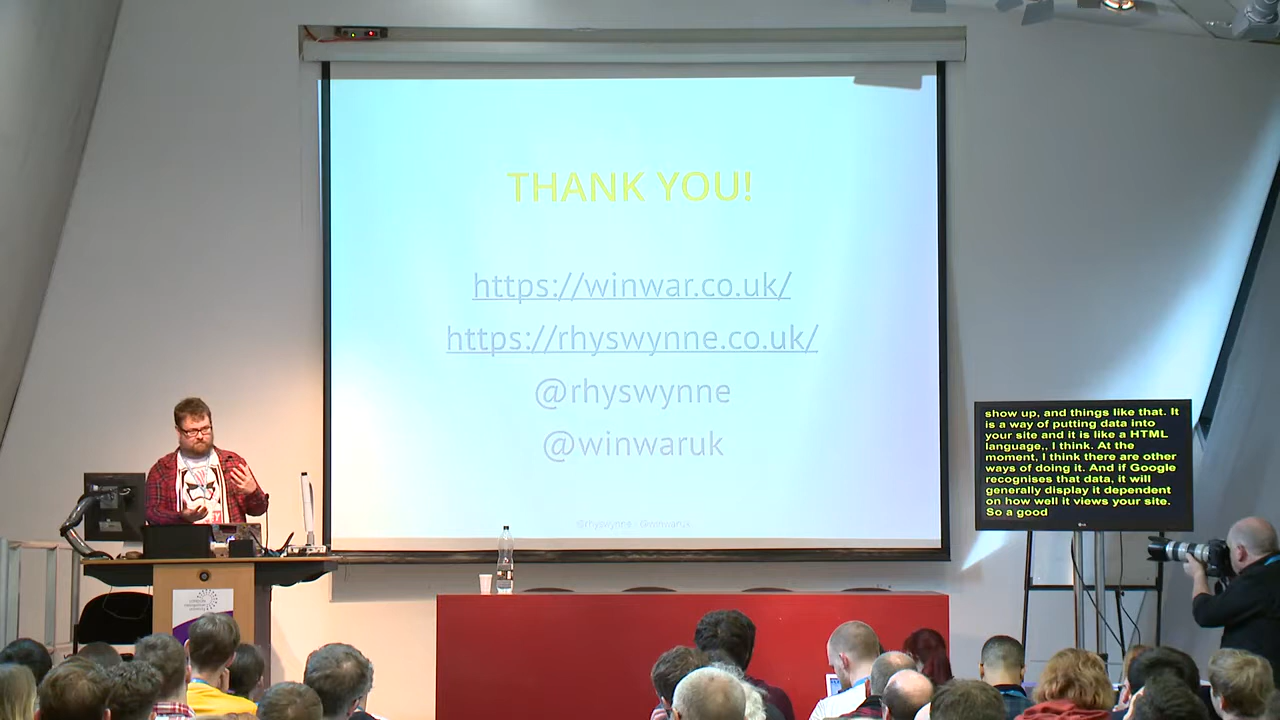 THANK YOU!
https://winwar.co.uk/
https://rhyswynne.co.uk/
@rhyswynne
@winwaruk
@rhyswynne - @winwaruk
show up, and things like that. It
is a way of putting data into
your site and it is like a HTML
language,, I think. At the
moment, I think there are other
ways of doing it. And if Google
recognises that data, it will
generally display it dependent
on how well it views your site.
So a good